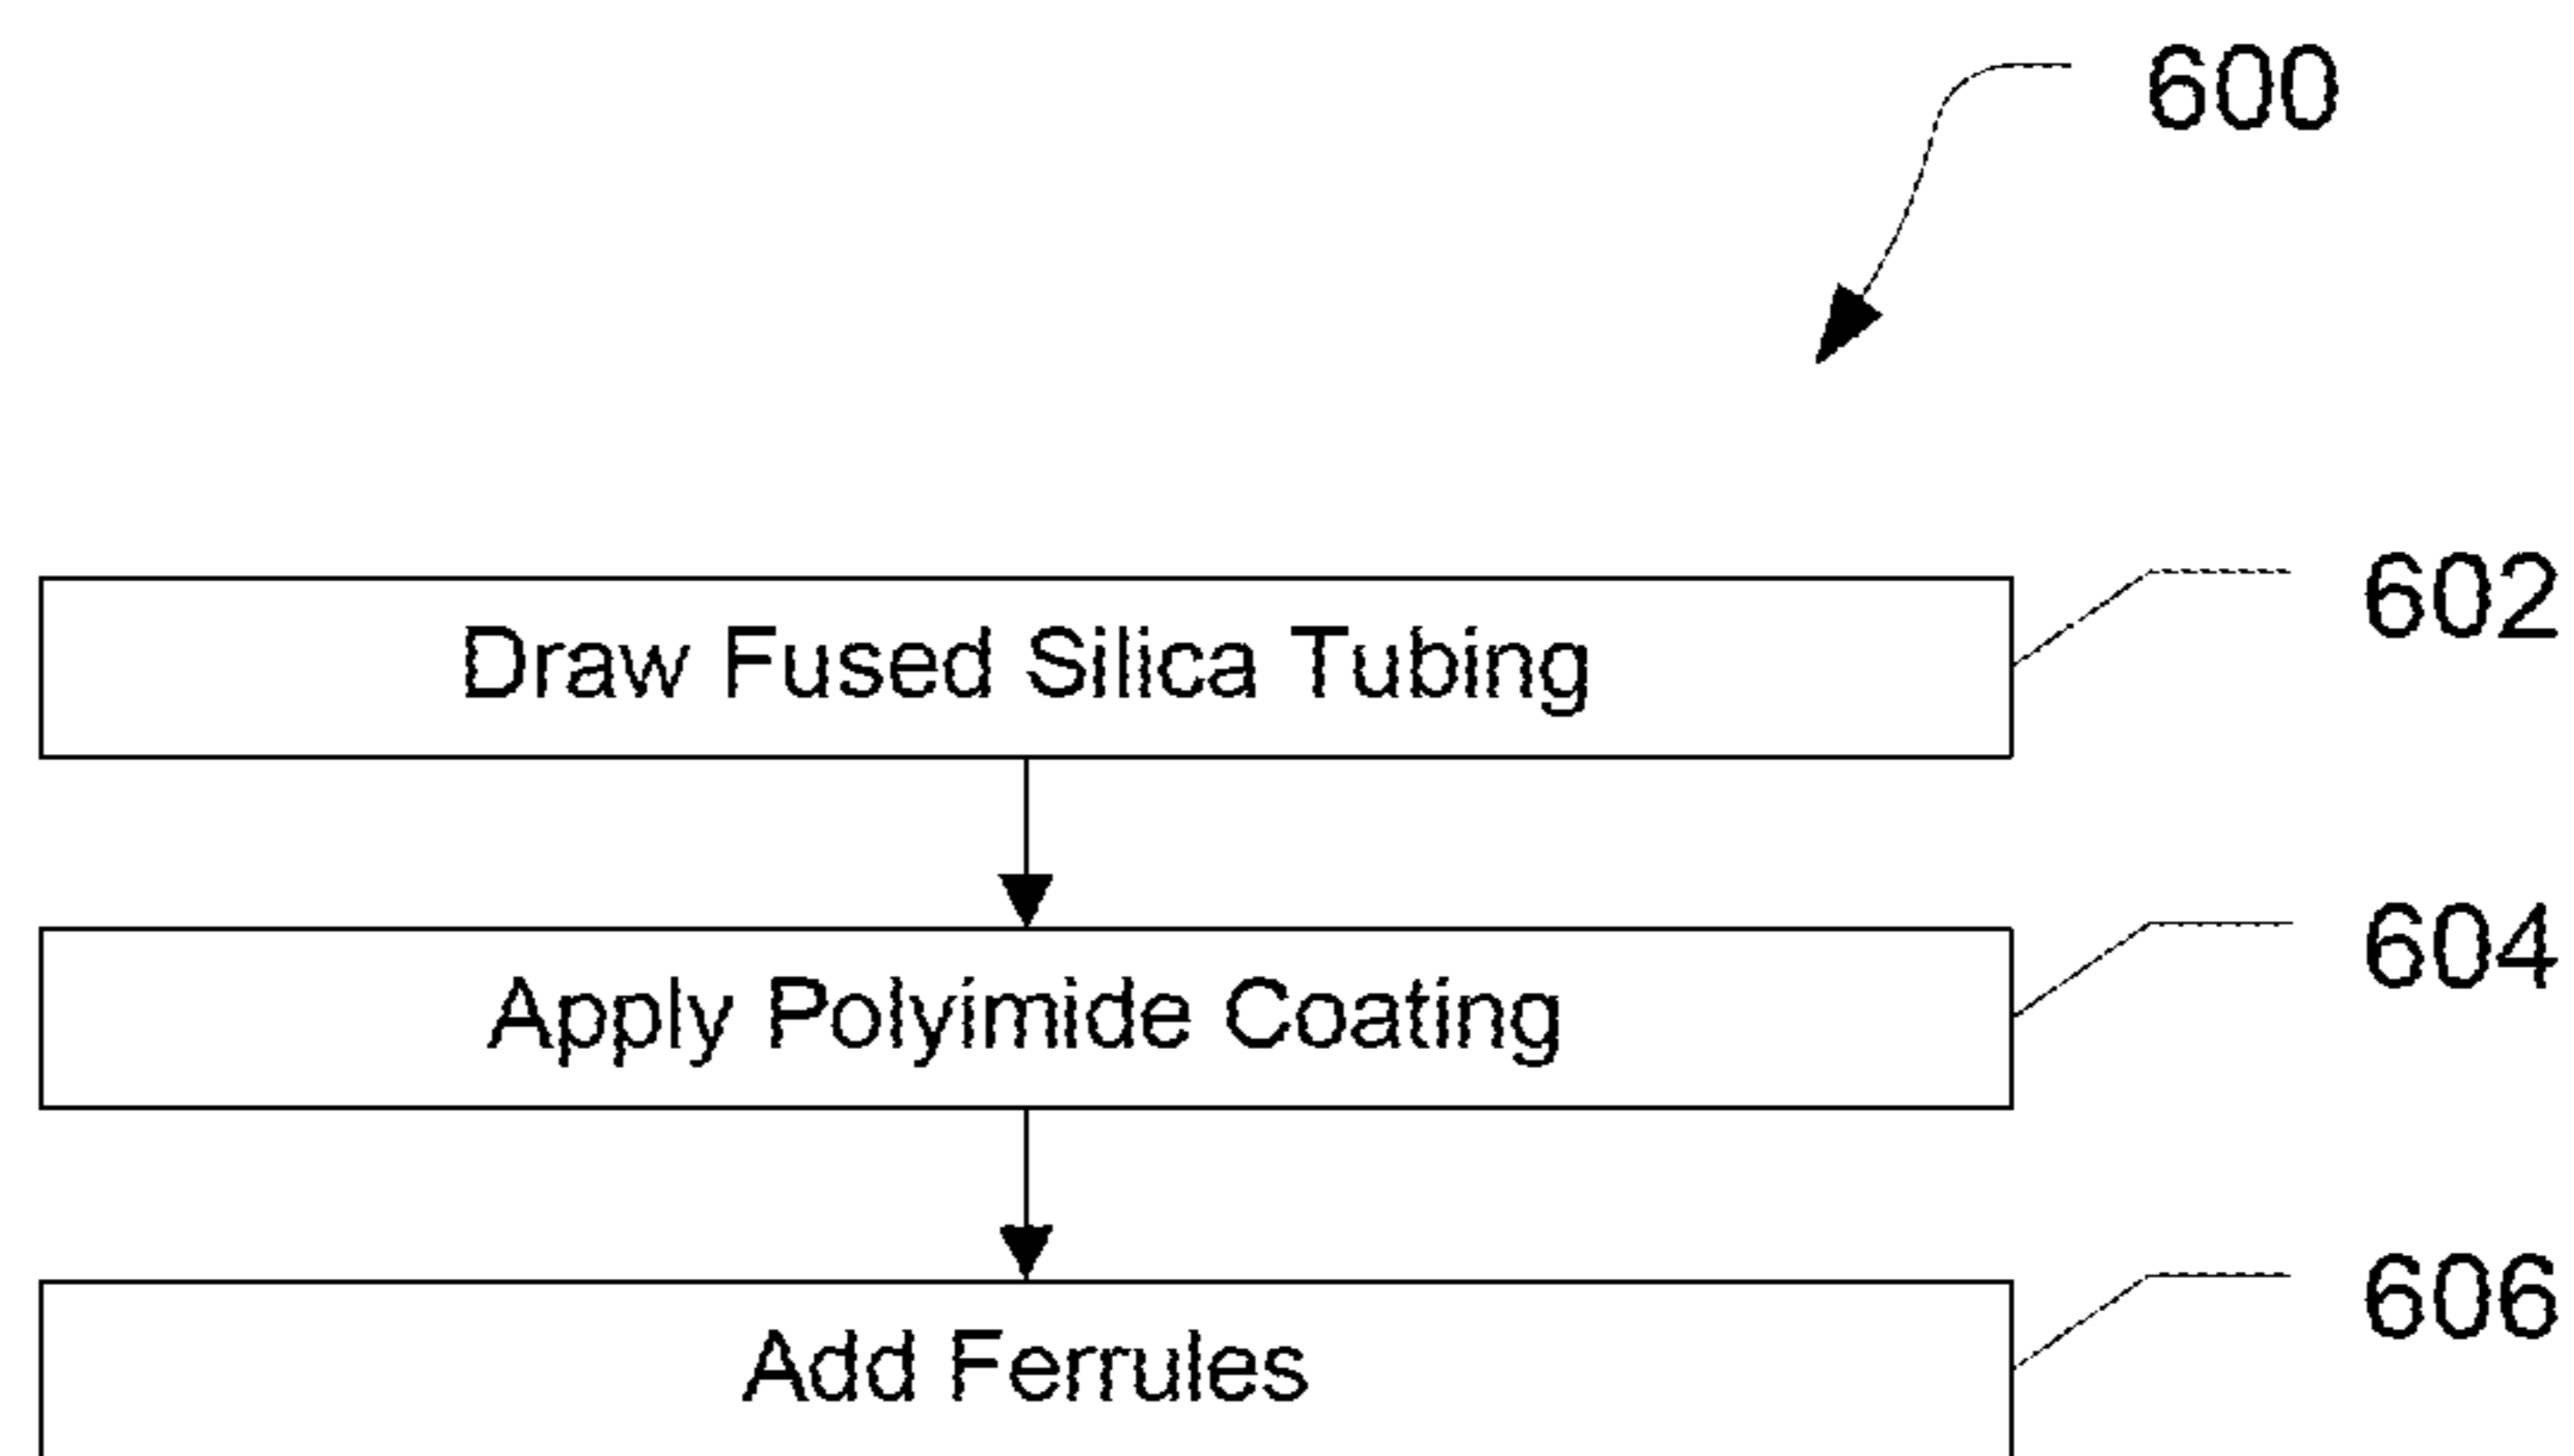 600
Draw Fused Silica Tubing
602
Apply Polyimide Coating
604
Add Ferrules
606